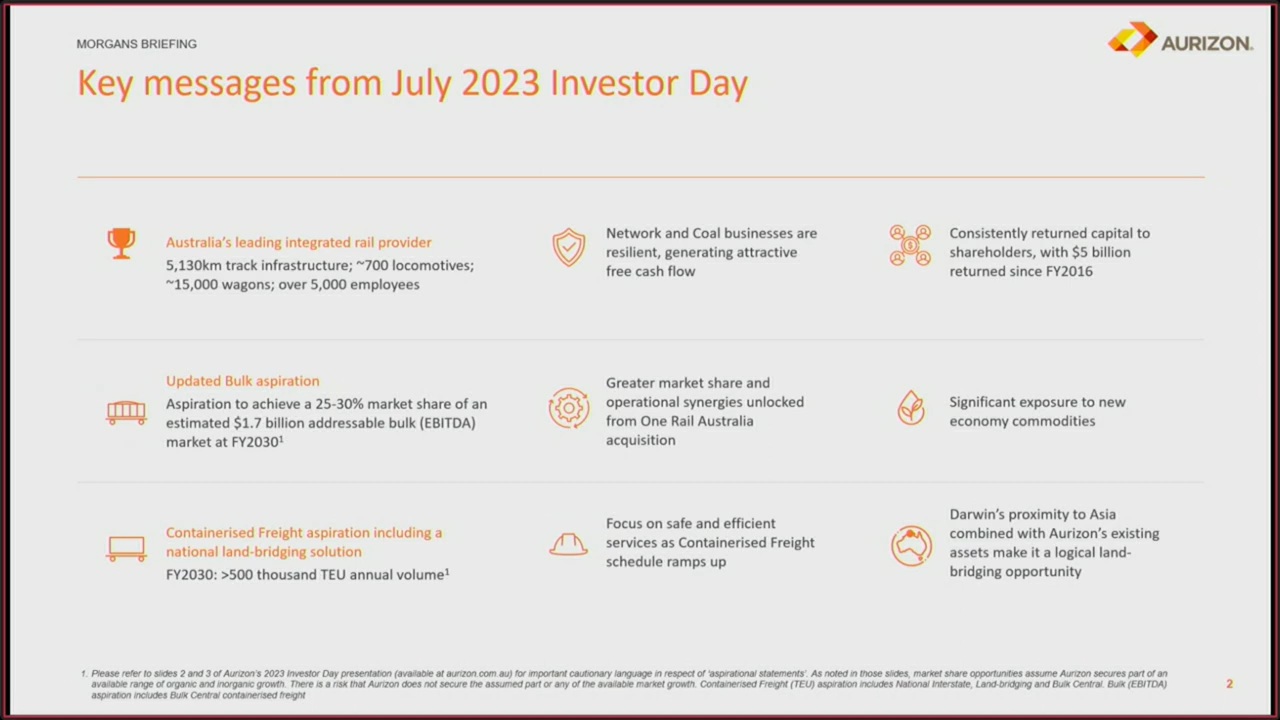 MORGANS BRIEFING
AURIZON®
Key messages from July 2023 Investor Day
Australia's leading integrated rail provider
5,130km track infrastructure; ~700 locomotives;
~15,000 wagons; over 5,000 employees
Network and Coal businesses are
resilient, generating attractive
free cash flow
Consistently returned capital to
shareholders, with $5 billion
returned since FY2016
Updated Bulk aspiration
Aspiration to achieve a 25-30% market share of an
estimated $1.7 billion addressable bulk (EBITDA)
market at FY2030¹
Greater market share and
operational synergies unlocked
from One Rail Australia
acquisition
Significant exposure to new
economy commodities
Containerised Freight aspiration including a
national land-bridging solution
FY2030: >500 thousand TEU annual volume¹
Focus on safe and efficient
services as Containerised Freight
schedule ramps up
Darwin's proximity to Asia
combined with Aurizon's existing
assets make it a logical land-
bridging opportunity
1. Please refer to slides 2 and 3 of Aurizon's 2023 Investor Day presentation (available at aurizon.com.au) for important cautionary language in respect of 'aspirational statements'. As noted in those slides, market share opportunities assume Aurizon secures part of an
available range of organic and inorganic growth. There is a risk that Aurizon does not secure the assumed part or any of the available market growth. Containerised Freight (TEU) aspiration includes National Interstate, Land-bridging and Bulk Central. Bulk (EBITDA)
aspiration includes Bulk Central containerised freight
2